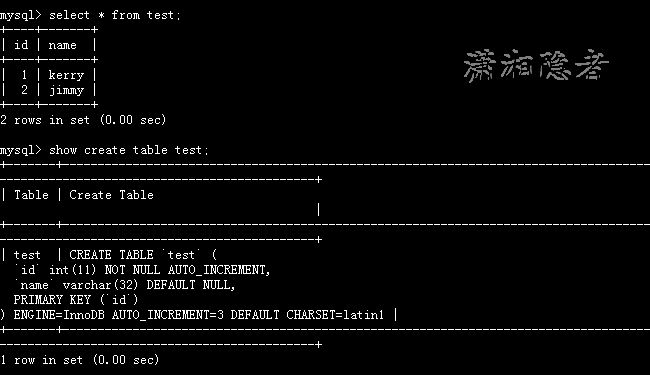 mysql> select * from test;
+----+-------+
| id | name  |
+----+-------+
|  1 | kerry |
|  2 | jimmy |
+----+-------+
2 rows in set (0.00 sec)
潇湘隐者
mysql> show create table test;
+-------+--------------------------------------------------------------------------------------
------------------------------------------------+
| Table | Create Table
                                                |
+-------+--------------------------------------------------------------------------------------
------------------------------------------------+
| test  | CREATE TABLE `test` (
  `id` int(11) NOT NULL AUTO_INCREMENT,
  `name` varchar(32) DEFAULT NULL,
  PRIMARY KEY (`id`)
) ENGINE=InnoDB AUTO_INCREMENT=3 DEFAULT CHARSET=latin1 |
+-------+--------------------------------------------------------------------------------------
------------------------------------------------+
1 row in set (0.00 sec)